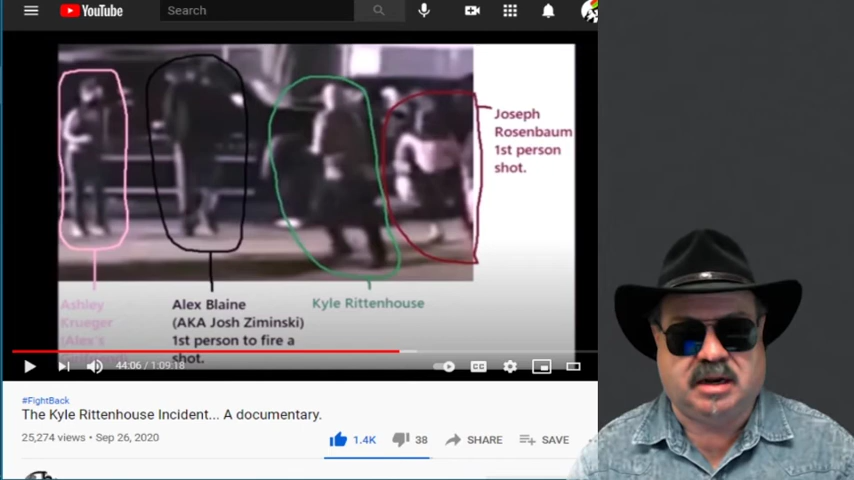 YouTube
Search
Joseph
Rosenbaum
1st person
shot.
Ashley
Krueger
(Alex's
Alex Blaine
(AKA Josh Ziminski)
1st person to fire a
shot.
Kyle Rittenhouse
44:06 / 1:09:18
CC
#FightBack
The Kyle Rittenhouse Incident... A documentary.
25,274 views • Sep 26, 2020
1.4K
38
SHARE
SAVE